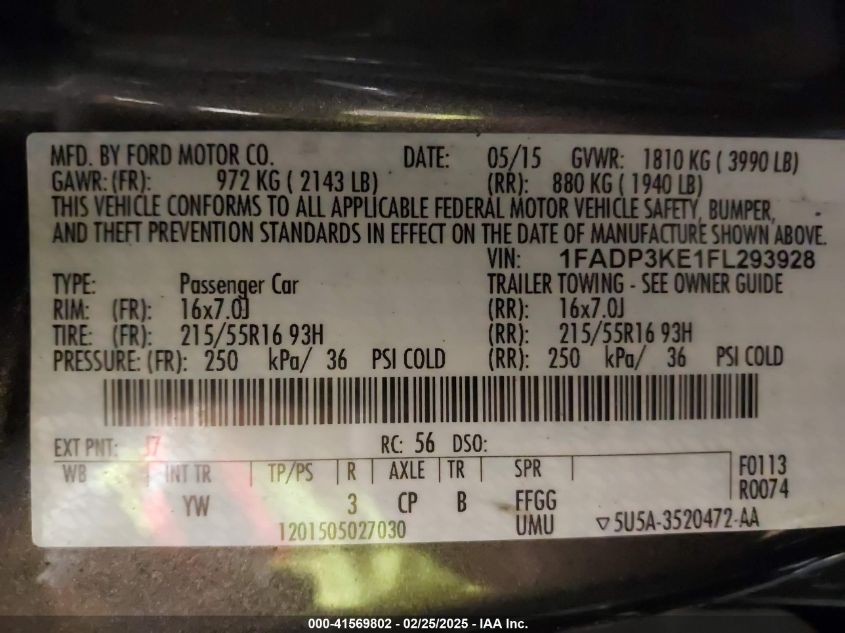 MFD. BY FORD MOTOR CO. DATE: 05/15 GVWR: 1810 KG ( 3990 LB)
GAWR: (FR): 972 KG ( 2143 LB) (RR): 880 KG ( 1940 LB)
THIS VEHICLE CONFORMS TO ALL APPLICABLE FEDERAL MOTOR VEHICLE SAFETY, BUMPER,
AND THEFT PREVENTION STANDARDS IN EFFECT ON THE DATE OF MANUFACTURE SHOWN ABOVE.
VIN: 1FADP3KE1FL293928
TYPE: Passenger Car TRAILER TOWING - SEE OWNER GUIDE
RIM: (FR): 16x7.0J (RR): 16x7.0J
TIRE: (FR): 215/55R16 93H (RR): 215/55R16 93H
PRESSURE: (FR): 250 kPa/ 36 PSI COLD (RR): 250 kPa/ 36 PSI COLD
EXT PNT: J7 RC: 56 DSO:
WB INT TR TP/PS R AXLE TR SPR F0113
R0074
YW 3 CP B FFGG
1201505027030 UMU ▽5U5A-3520472-AA
000-41569802 - 02/25/2025 - IAA Inc.